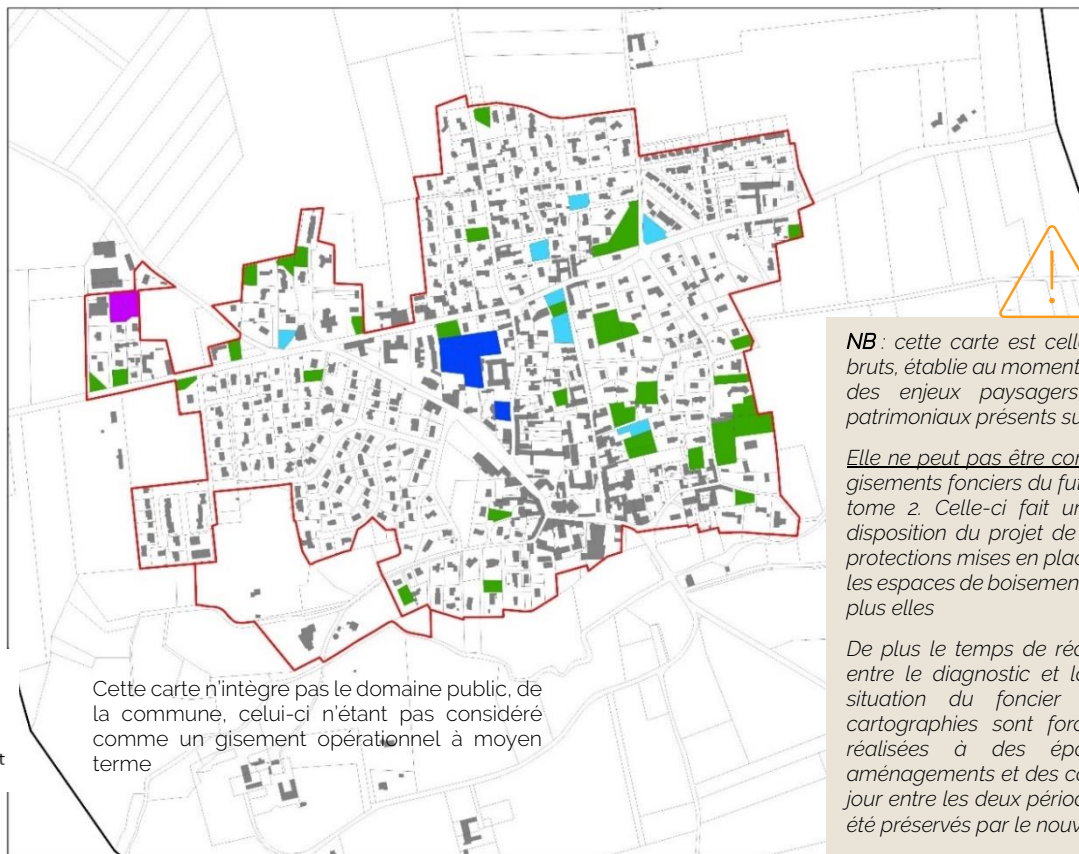 Cette carte n'intègre pas le domaine public, de
la commune, celui-ci n'étant pas considéré
comme un gisement opérationnel à moyen
terme
t
NB : cette carte est cell
bruts, établie au moment
des enjeux paysagers
patrimoniaux présents su
Elle ne peut pas être con
gisements fonciers du fut
tome 2. Celle-ci fait un
disposition du projet de
protections mises en plac
les espaces de boisement
plus elles
De plus le temps de réc
entre le diagnostic et la
situation du foncier
cartographies sont forc
réalisées à des épo
aménagements et des co
jour entre les deux périod
été préservés par le nouv